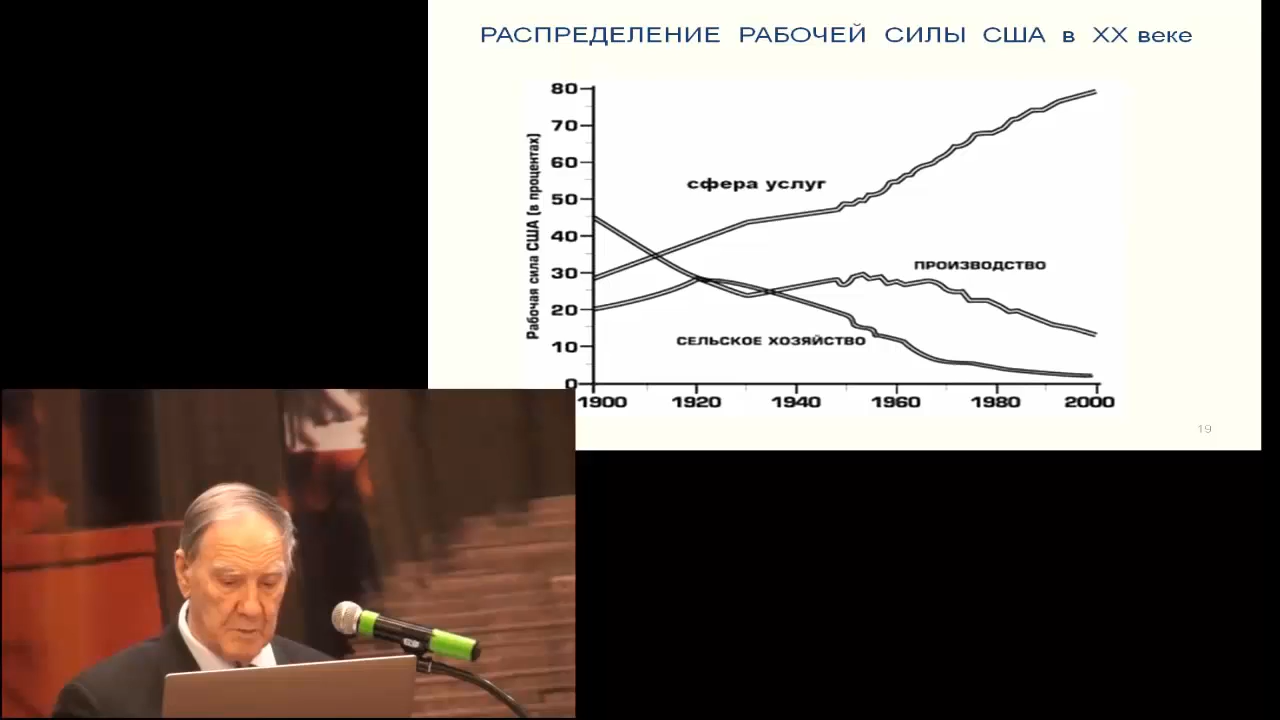 РАСПРЕДЕЛЕНИЕ РАБОЧЕЙ СИЛЫ США в XX веке
Рабочая сила США (в процентах)
80
70
60
50
40
30
20
10
0
сфера услуг
ПРОИЗВОДСТВО
СЕЛЬСКОЕ ХОЗЯЙСТВО
1900 1920 1940 1960 1980 2000
19